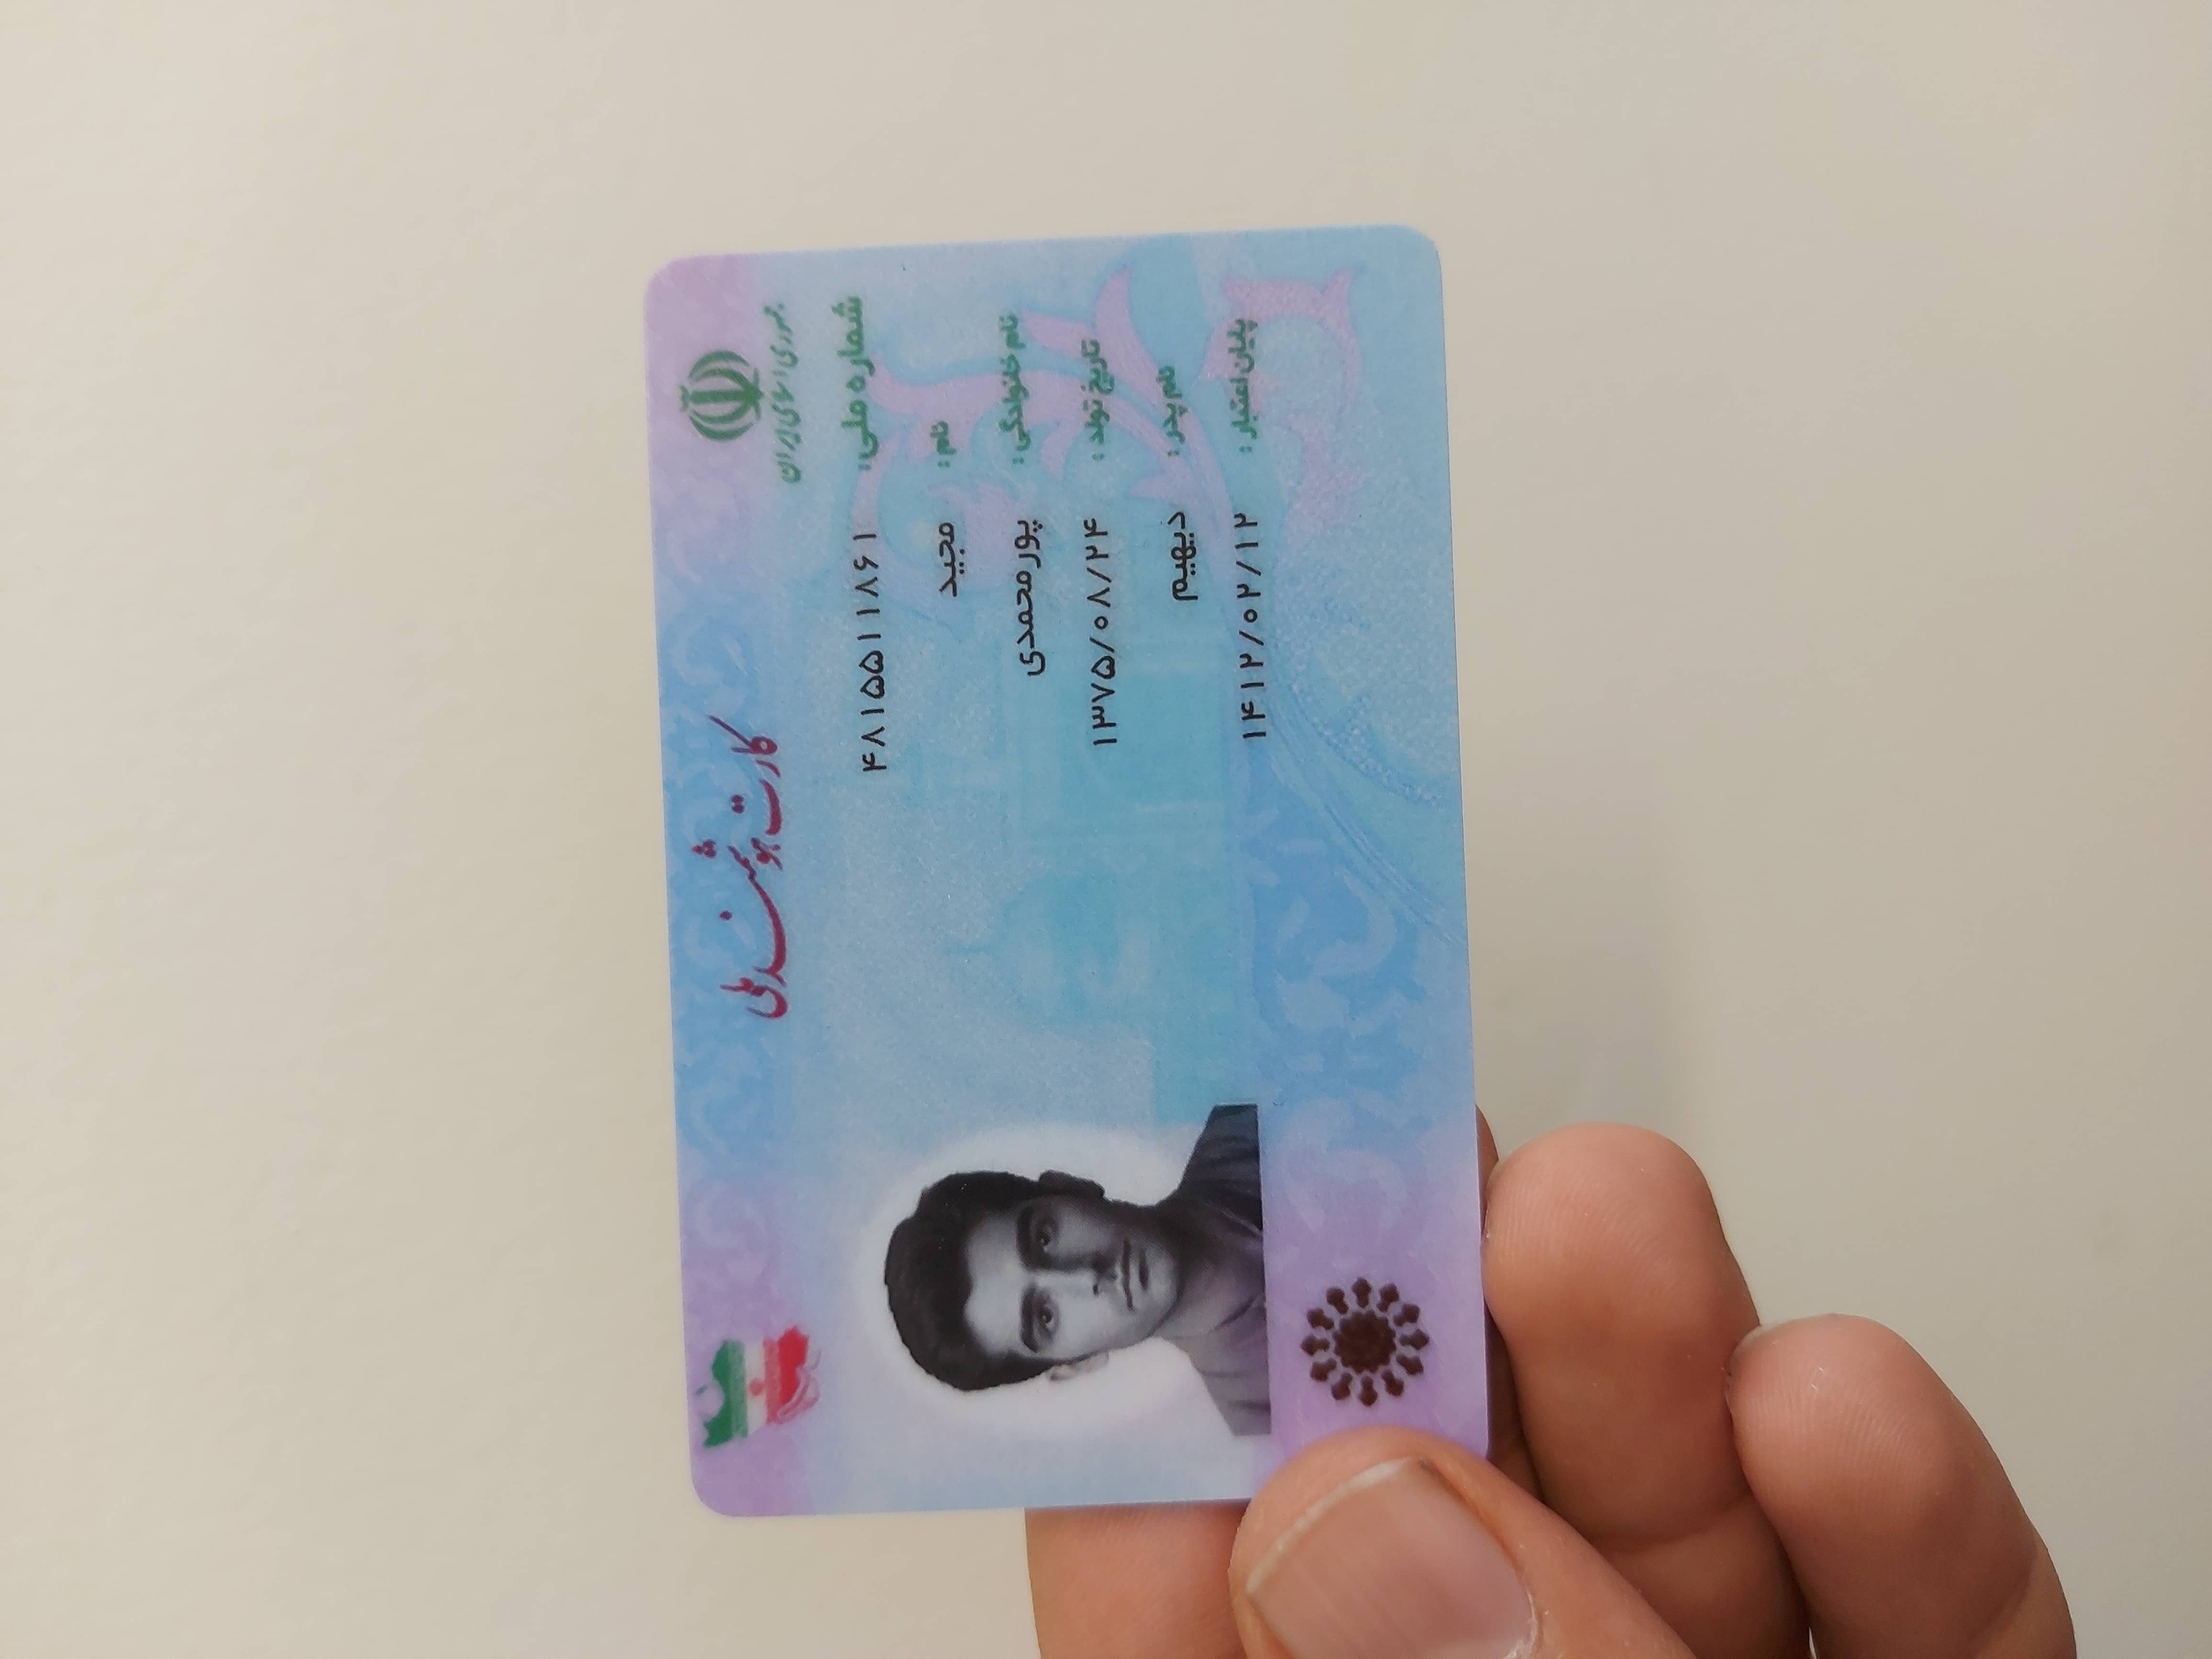 جمهوری اسلامی ایران
کارت هوشمند ملی
شماره ملی: ۴۸۱۵۵۱۱۸۶۱
نام: مجید
نام خانوادگی: پورمحمدی
تاریخ تولد: ۱۳۷۵/۰۸/۲۴
نام پدر: دیهیم
پایان اعتبار: ۱۴۱۲/۰۲/۱۲